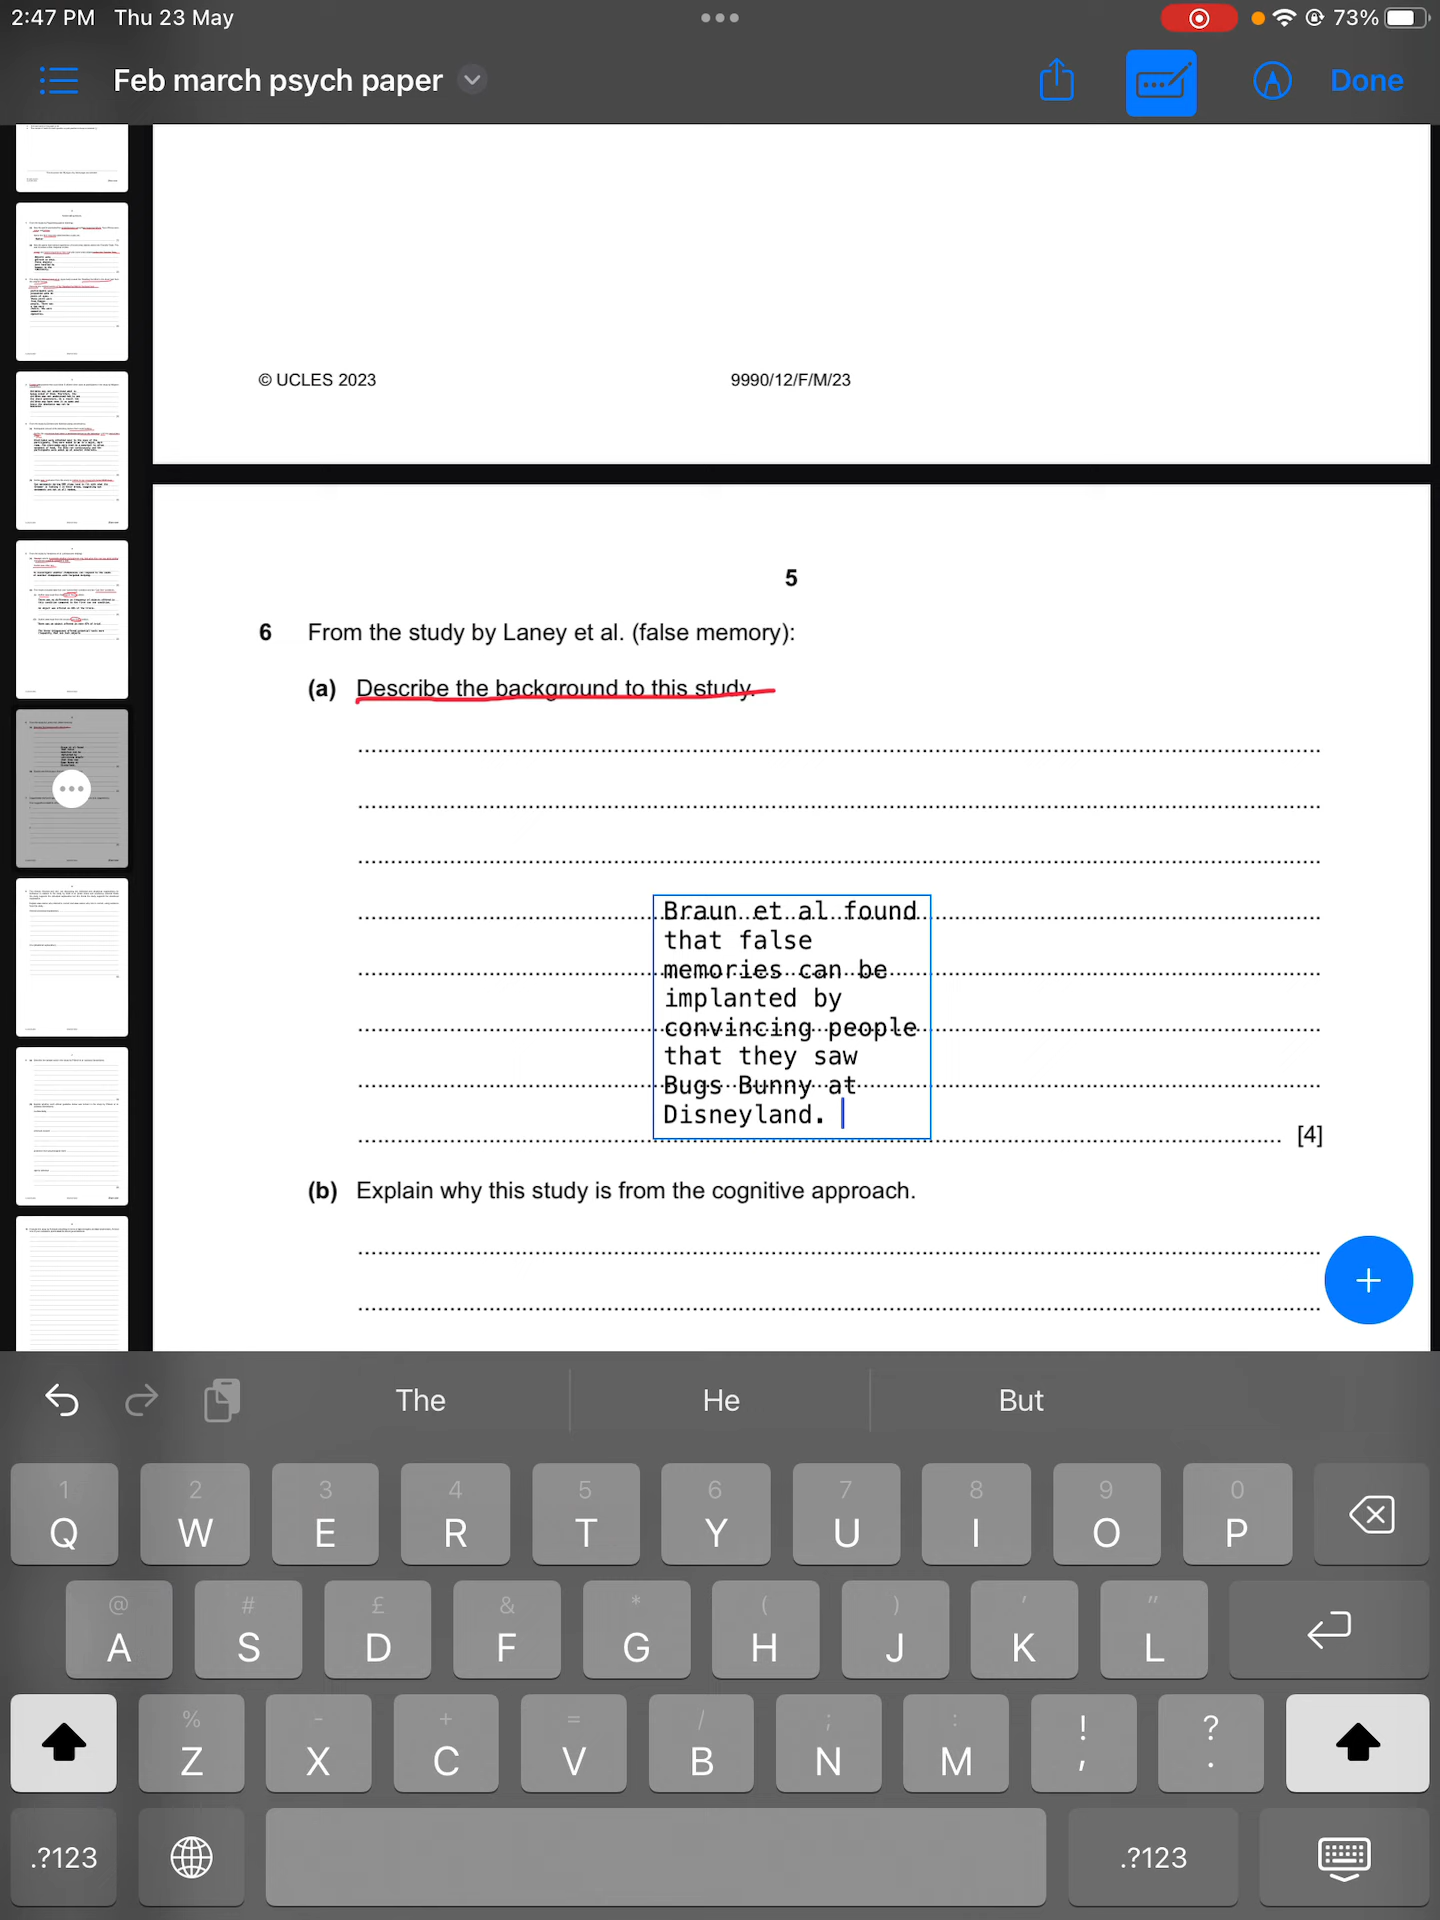 2:47 PM Thu 23 May
73%
Feb march psych paper
Done
© UCLES 2023
9990/12/F/M/23
5
6 From the study by Laney et al. (false memory):
(a) Describe the background to this study.
Braun et al found
that false
memories can be
implanted by
convincing people
that they saw
Bugs Bunny at
Disneyland.
[4]
(b) Explain why this study is from the cognitive approach.
The He But
1 2 3 4 5 6 7 8 9 0
Q W E R T Y U I O P
@ # £ & * ( ) ' "
A S D F G H J K L
% - + = / ; : ! ?
Z X C V B N M , .
.?123 .?123